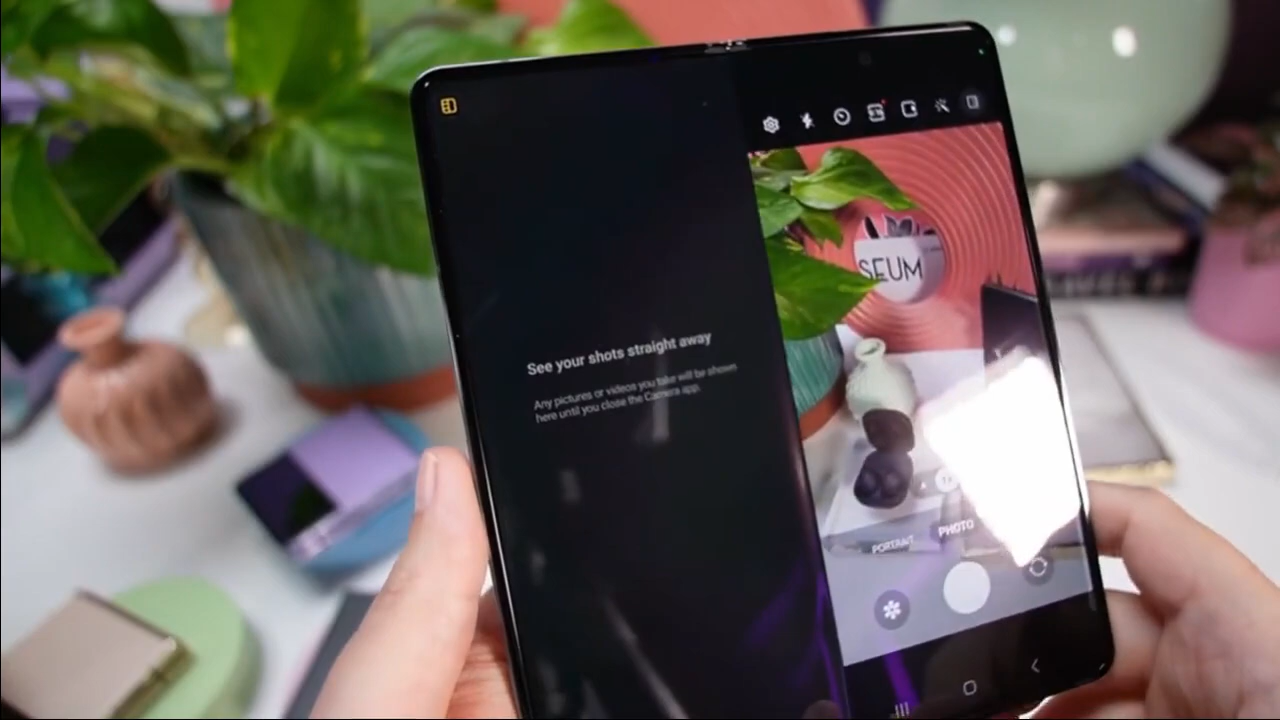 See your shots straight away
Any pictures or videos you take will be shown
here until you close the Camera app.
SEUM
PORTRAIT
PHOTO